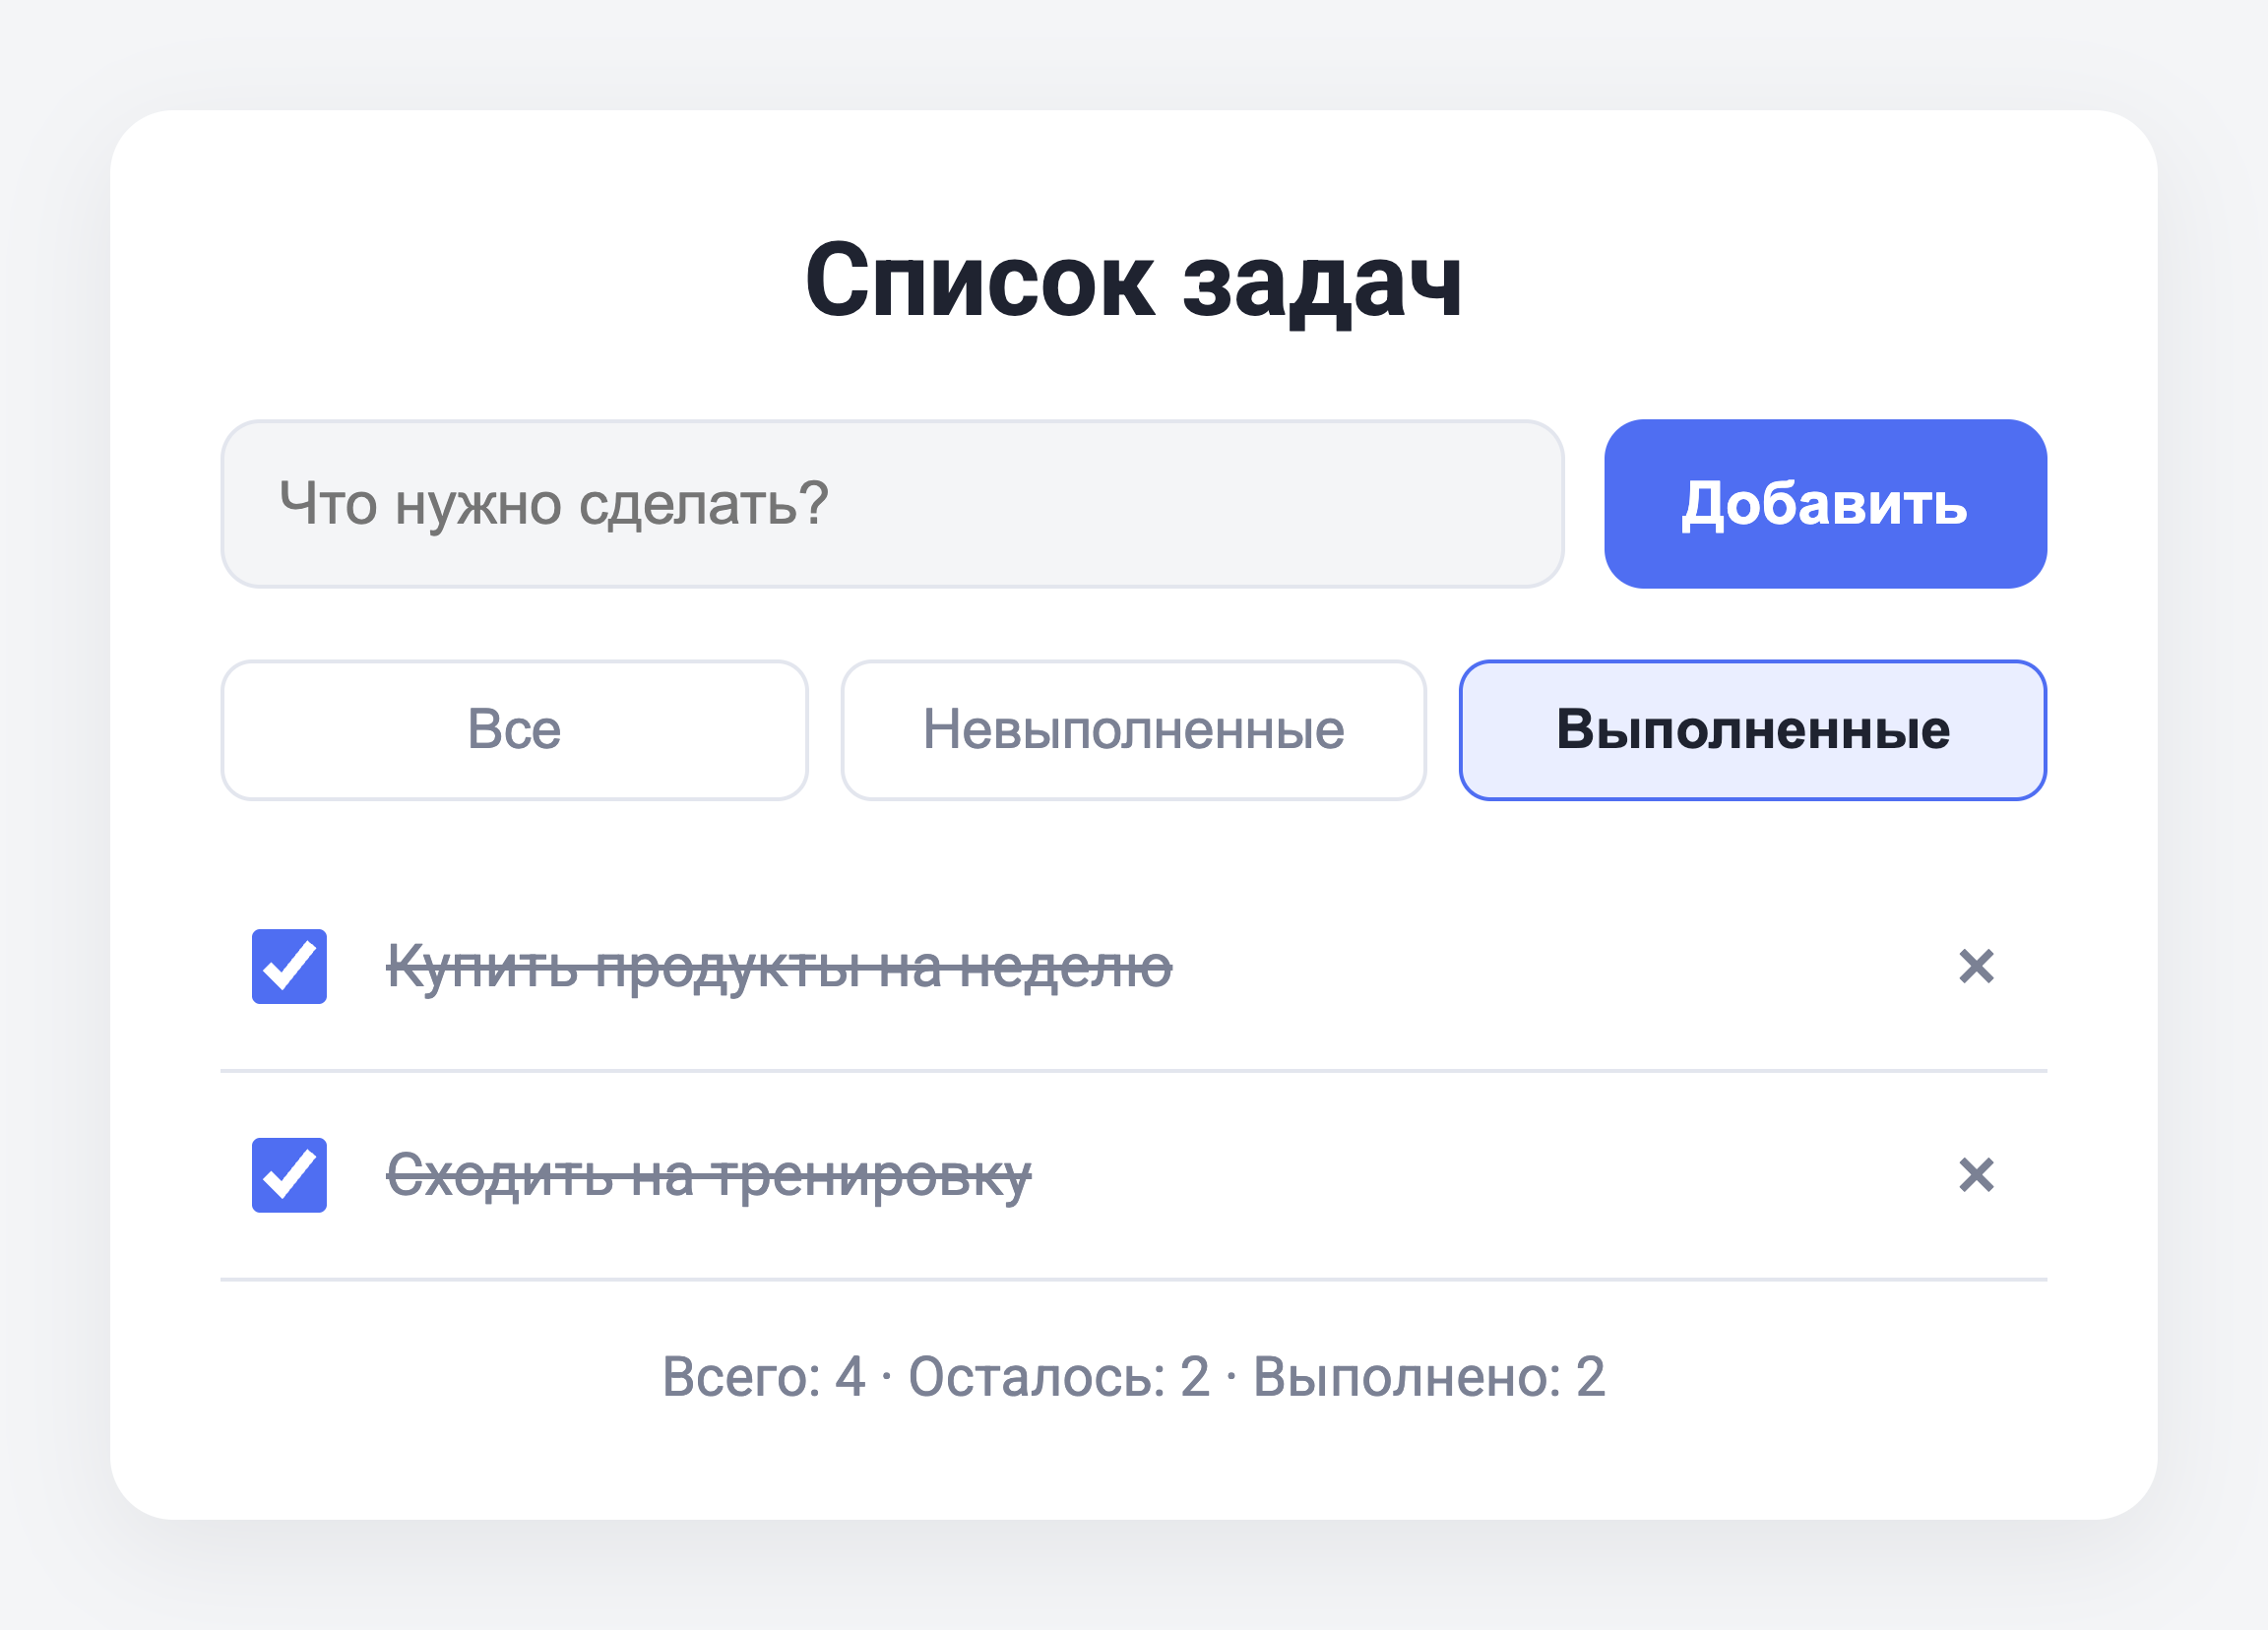 Список задач
Что нужно сделать? Добавить
Все Невыполненные Выполненные
Купить продукты на неделю ×
Сходить на тренировку ×
Всего: 4 · Осталось: 2 · Выполнено: 2